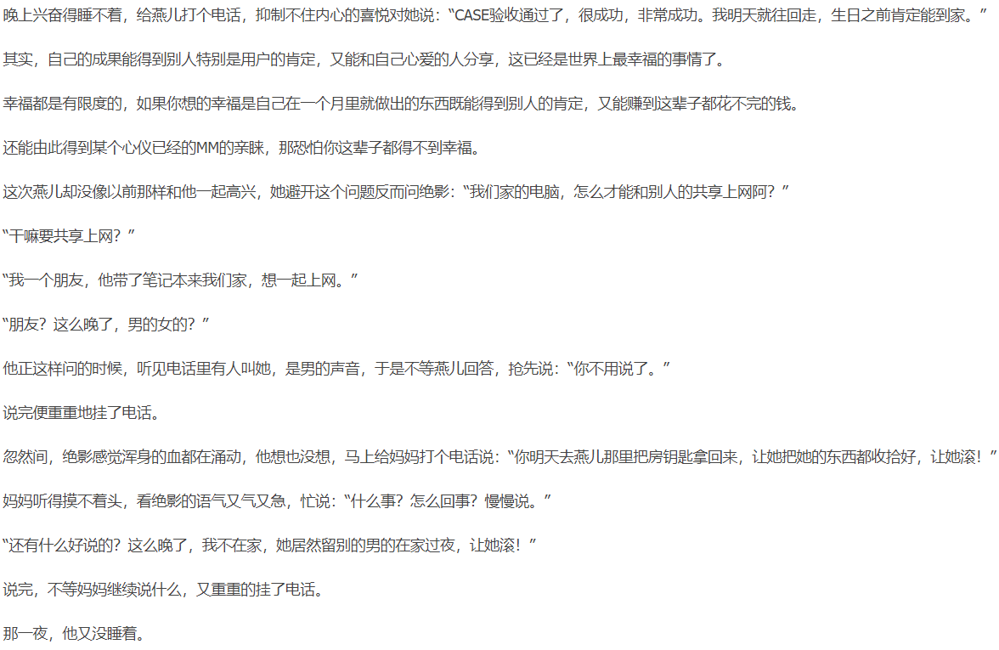 晚上兴奋得睡不着，给燕儿打个电话，抑制不住内心的喜悦对她说：“CASE验收通过了，很成功，非常成功。我明天就往回走，生日之前肯定能到家。”
其实，自己的成果能得到别人特别是用户的肯定，又能和自己心爱的人分享，这已经是世界上最幸福的事情了。
幸福都是有限度的，如果你想的幸福是自己在一个月里就做出的东西既能得到别人的肯定，又能赚到这辈子都花不完的钱。
还能由此得到某个心仪已经的MM的亲睐，那恐怕你这辈子都得不到幸福。
这次燕儿却没像以前那样和他一起高兴，她避开这个问题反而问绝影：“我们家的电脑，怎么才能和别人的共享上网阿？”
“干嘛要共享上网？”
“我一个朋友，他带了笔记本来我们家，想一起上网。”
“朋友？这么晚了，男的女的？”
他正这样问的时候，听见电话里有人叫她，是男的声音，于是不等燕儿回答，抢先说：“你不用说了。”
说完便重重地挂了电话。
忽然间，绝影感觉浑身的血都在涌动，他想也没想，马上给妈妈打个电话说：“你明天去燕儿那里把房钥匙拿回来，让她把她的东西都收拾好，让她滚！”
妈妈听得摸不着头，看绝影的语气又气又急，忙说：“什么事？怎么回事？慢慢说。”
“还有什么好说的？这么晚了，我不在家，她居然留别的男的在家过夜，让她滚！”
说完，不等妈妈继续说什么，又重重的挂了电话。
那一夜，他又没睡着。